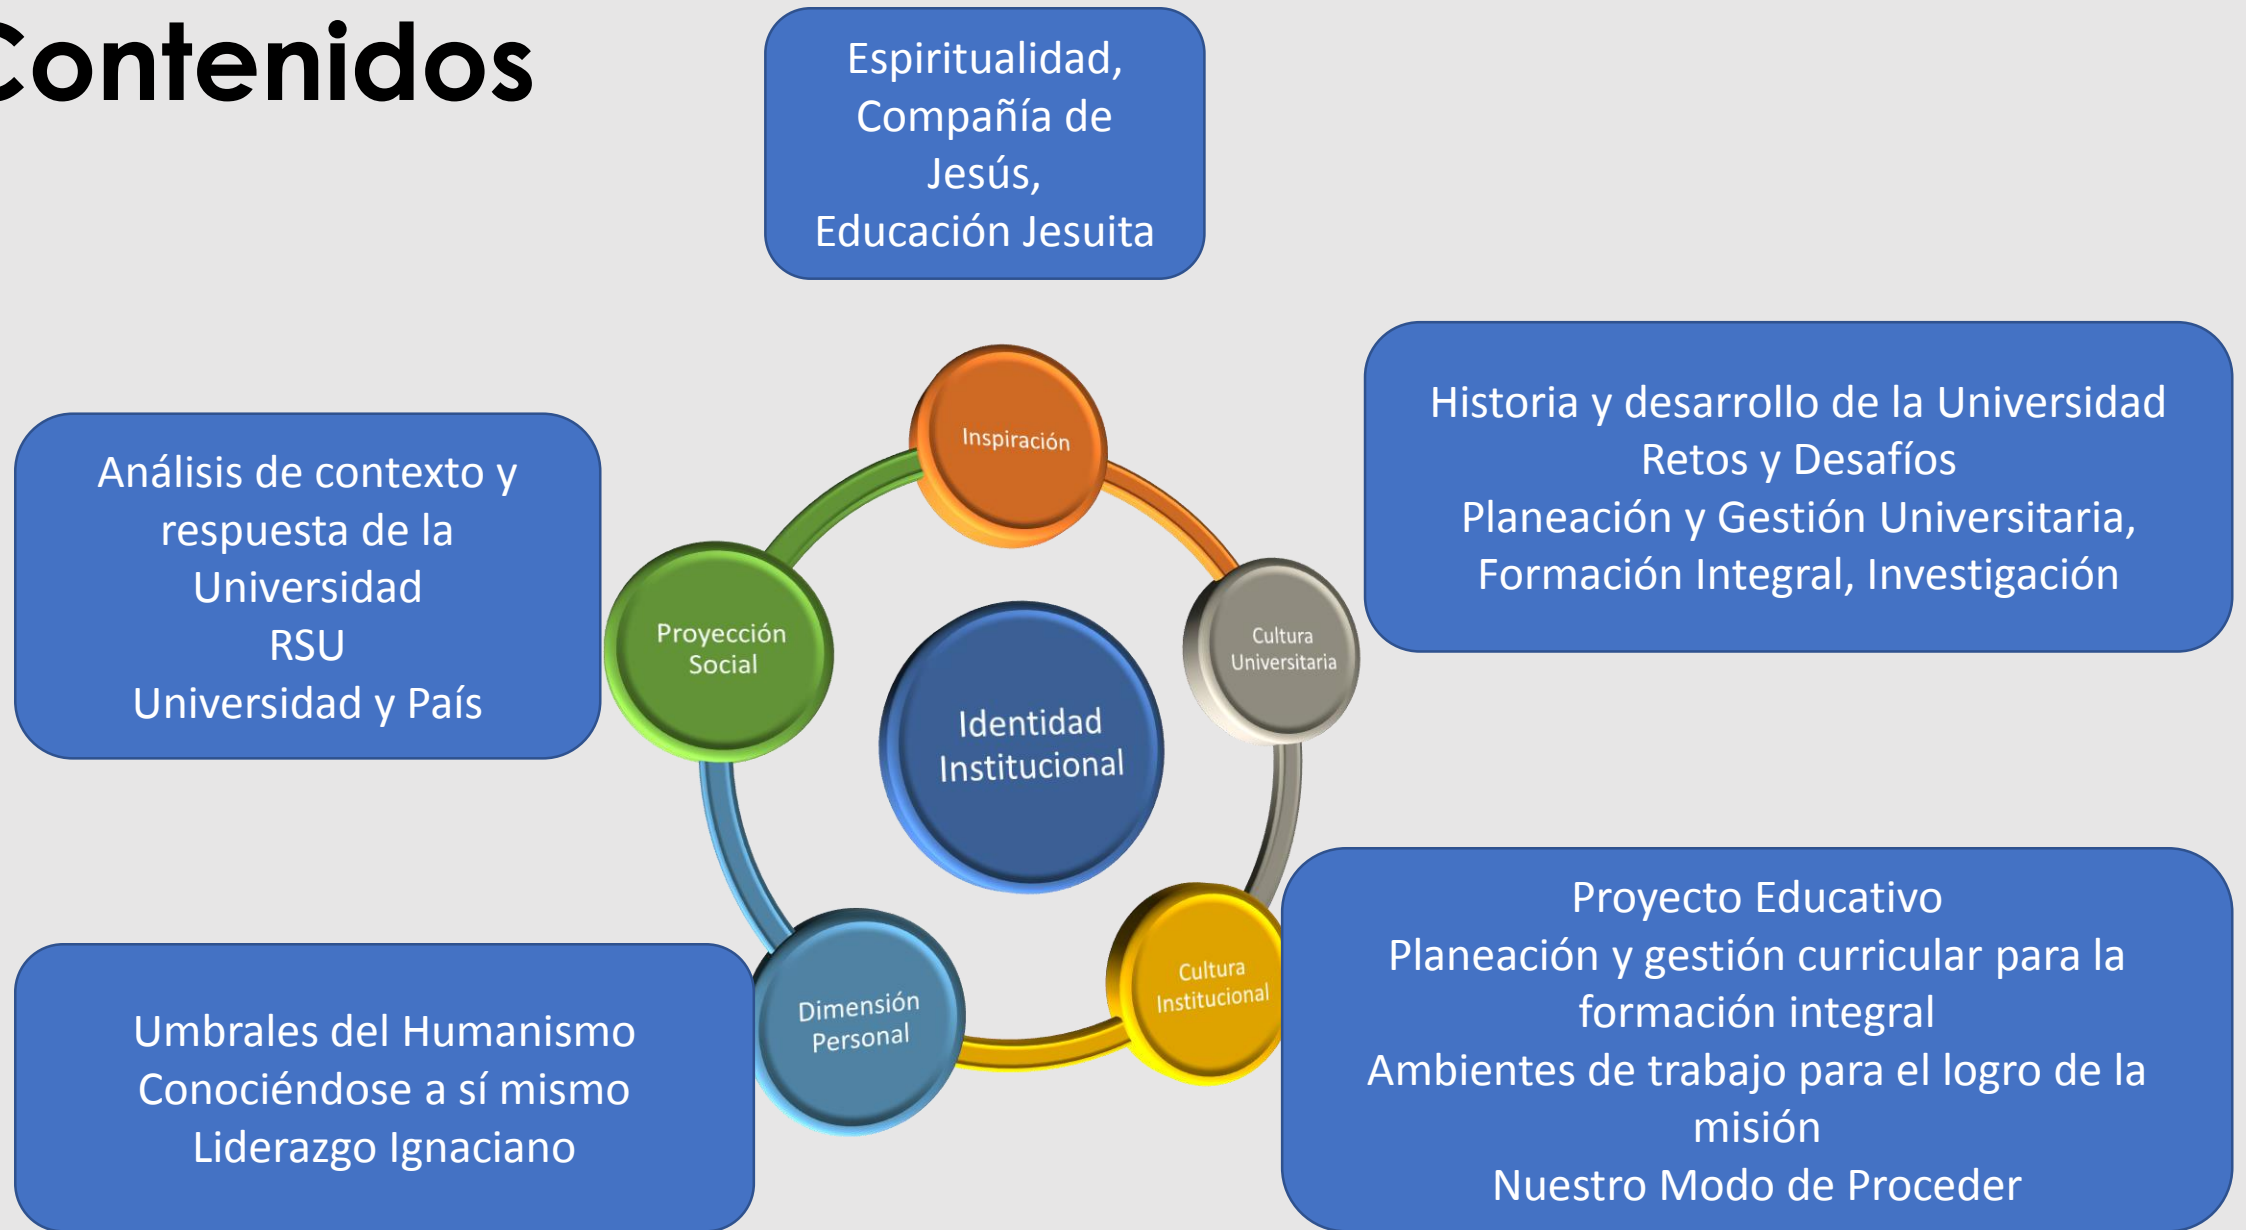 Contenidos
Espiritualidad,
Compañía de
Jesús,
Educación Jesuita
Historia y desarrollo de la Universidad
Retos y Desafíos
Planeación y Gestión Universitaria,
Formación Integral, Investigación
Análisis de contexto y
respuesta de la
Universidad
RSU
Universidad y País
Inspiración
Proyección
Social
Cultura
Universitaria
Identidad
Institucional
Cultura
Institucional
Dimensión
Personal
Proyecto Educativo
Planeación y gestión curricular para la
formación integral
Ambientes de trabajo para el logro de la
misión
Nuestro Modo de Proceder
Umbrales del Humanismo
Conociéndose a sí mismo
Liderazgo Ignaciano